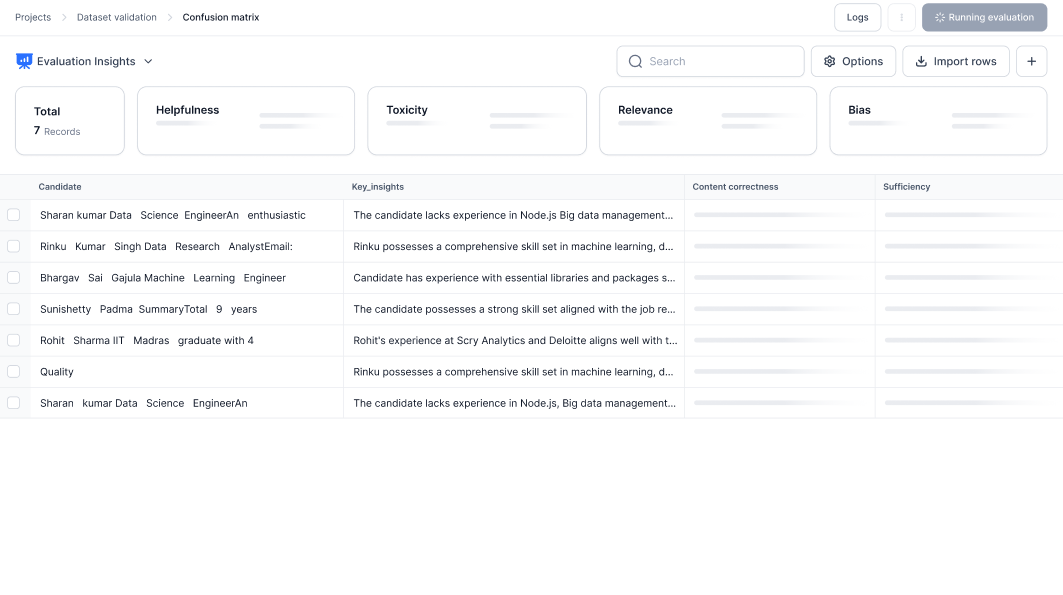 Projects Dataset validation Confusion matrix Logs Running evaluation
Evaluation Insights Search Options Import rows
Total
7 Records
Helpfulness Toxicity Relevance Bias
Candidate Key_insights Content correctness Sufficiency
Sharan kumar Data Science EngineerAn enthusiastic The candidate lacks experience in Node.js Big data management...
Rinku Kumar Singh Data Research AnalystEmail: Rinku possesses a comprehensive skill set in machine learning, d...
Bhargav Sai Gajula Machine Learning Engineer Candidate has experience with essential libraries and packages s...
Sunishetty Padma SummaryTotal 9 years The candidate possesses a strong skill set aligned with the job re...
Rohit Sharma IIT Madras graduate with 4 Rohit's experience at Scry Analytics and Deloitte aligns well with t...
Quality Rinku possesses a comprehensive skill set in machine learning, d...
Sharan kumar Data Science EngineerAn The candidate lacks experience in Node.js, Big data management...